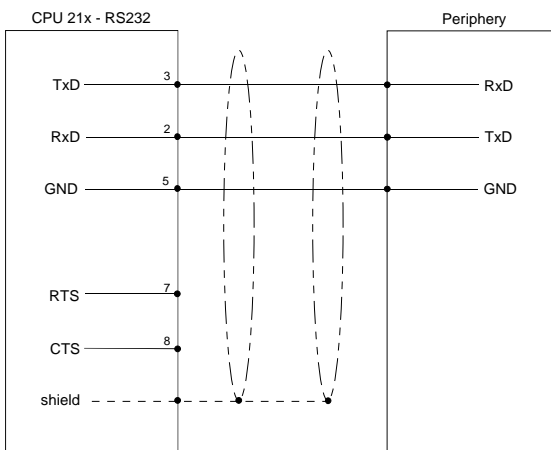 CPU 21x - RS232 Periphery
TxD 3 RxD
RxD 2 TxD
GND 5 GND
RTS 7
CTS 8
shield